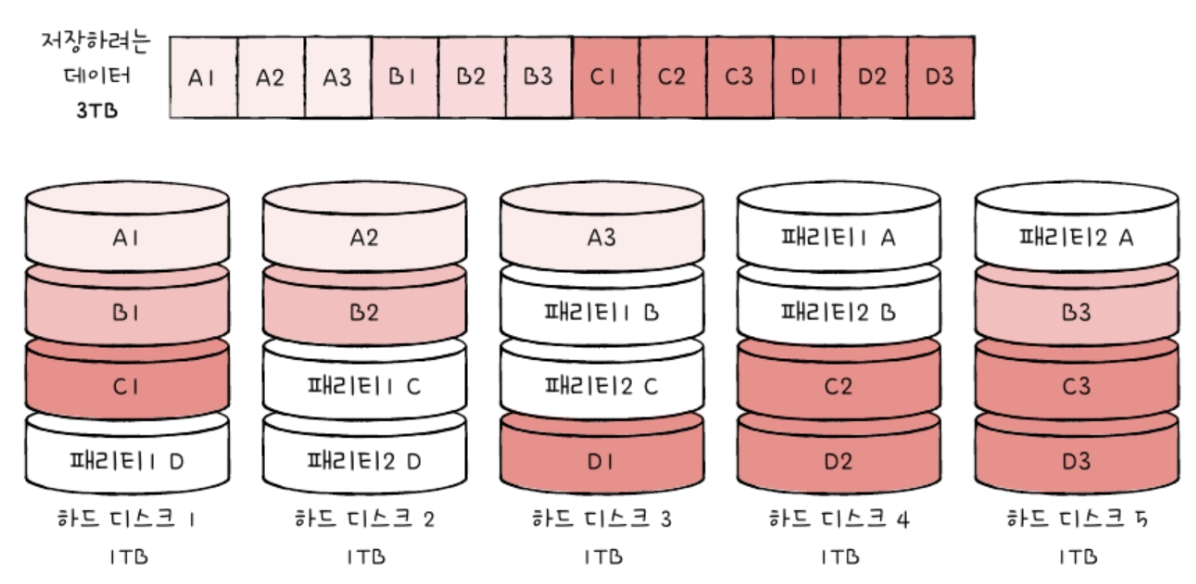 저장하려는
데이터
3TB
A1 A2 A3 B1 B2 B3 C1 C2 C3 D1 D2 D3
A1 A2 A3 패리티1 A 패리티2 A
B1 B2 패리티1 B 패리티2 B B3
C1 패리티1 C 패리티2 C C2 C3
패리티1 D 패리티2 D D1 D2 D3
하드 디스크 1 하드 디스크 2 하드 디스크 3 하드 디스크 4 하드 디스크 5
1TB 1TB 1TB 1TB 1TB